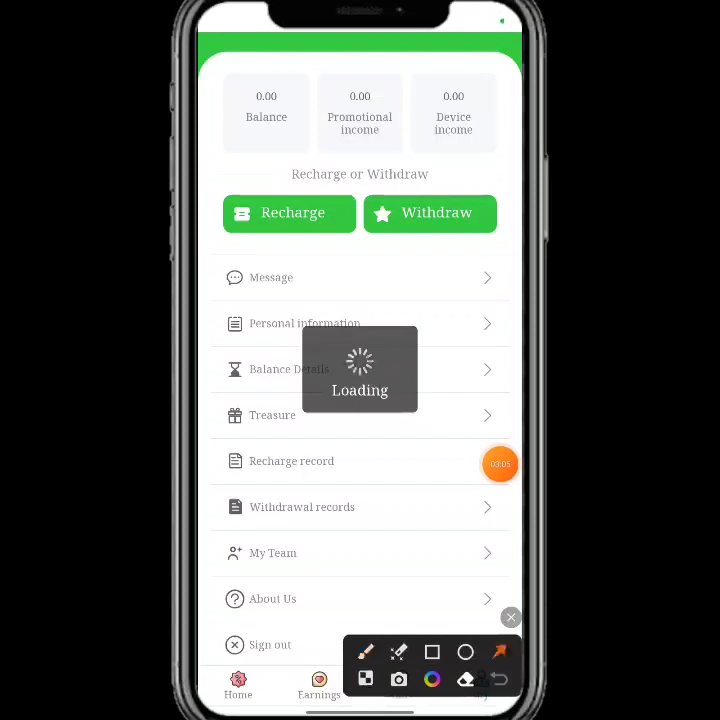 0.00
0.00
0.00
Balance
Promotional
income
Device
income
Recharge or Withdraw
Recharge
Withdraw
Message
Personal information
Balance Details
Loading
Treasure
Recharge record
00:05
Withdrawal records
My Team
About Us
Sign out
Home
Earnings